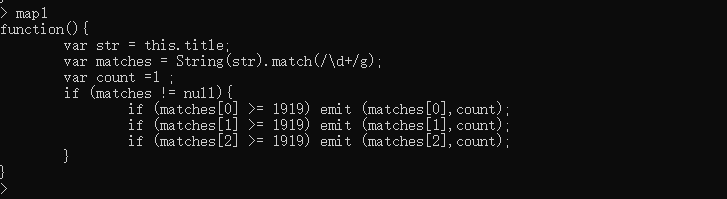 > map1
function(){
        var str = this.title;
        var matches = String(str).match(/\d+/g);
        var count =1 ;
        if (matches != null){
                if (matches[0] >= 1919) emit (matches[0],count);
                if (matches[1] >= 1919) emit (matches[1],count);
                if (matches[2] >= 1919) emit (matches[2],count);
        }
}
>